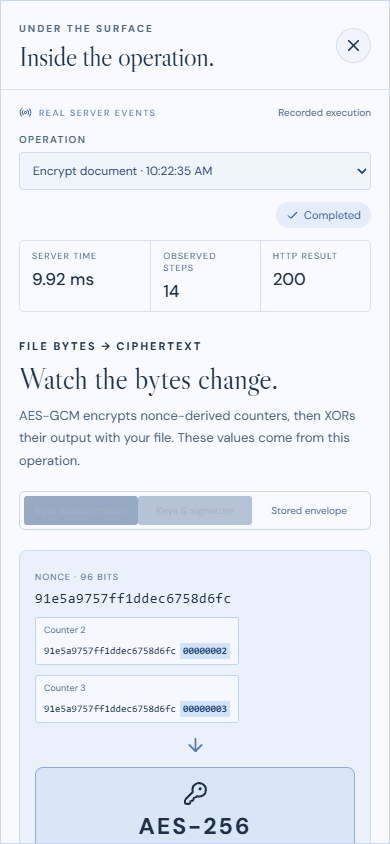 UNDER THE SURFACE
Inside the operation.
REAL SERVER EVENTS
Recorded execution
OPERATION
Encrypt document · 10:22:35 AM
Completed
SERVER TIME
9.92 ms
OBSERVED
STEPS
14
HTTP RESULT
200
FILE BYTES → CIPHERTEXT
Watch the bytes change.
AES-GCM encrypts nonce-derived counters, then XORs
their output with your file. These values come from this
operation.
Byte transformation
Keys & signature
Stored envelope
NONCE · 96 BITS
91e5a9757ff1ddec6758d6fc
Counter 2
91e5a9757ff1ddec6758d6fc 00000002
Counter 3
91e5a9757ff1ddec6758d6fc 00000003
AES-256